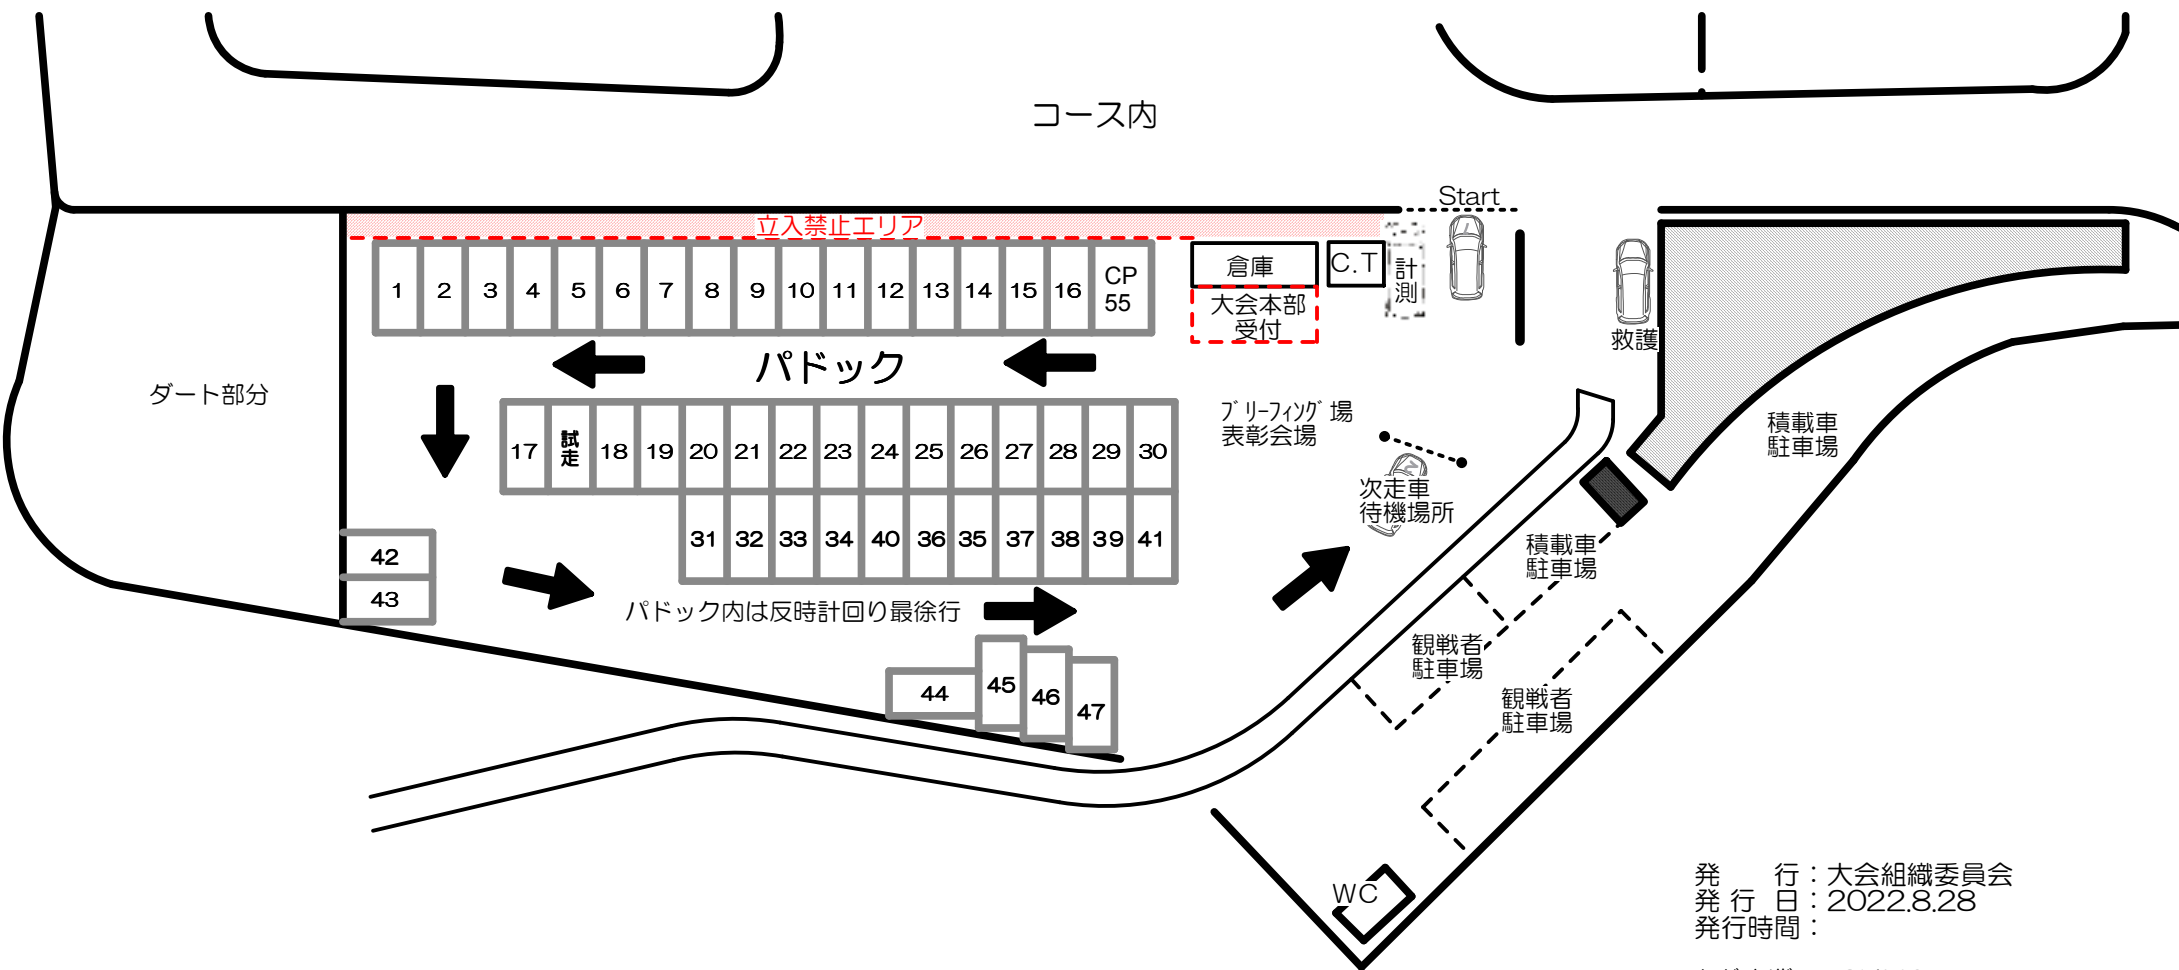 コース内
Start
立入禁止エリア
1 2 3 4 5 6 7 8 9 10 11 12 13 14 15 16 CP
55
倉庫
C.T
計測
大会本部
受付
救護
パドック
ダート部分
17 試走 18 19 20 21 22 23 24 25 26 27 28 29 30
ブリーフィング場
表彰会場
積載車
駐車場
次走車
待機場所
31 32 33 34 40 36 35 37 38 39 41
42
43
積載車
駐車場
パドック内は反時計回り最徐行
観戦者
駐車場
44 45 46 47
観戦者
駐車場
WC
発 行：大会組織委員会
発 行 日：2022.8.28
発行時間：